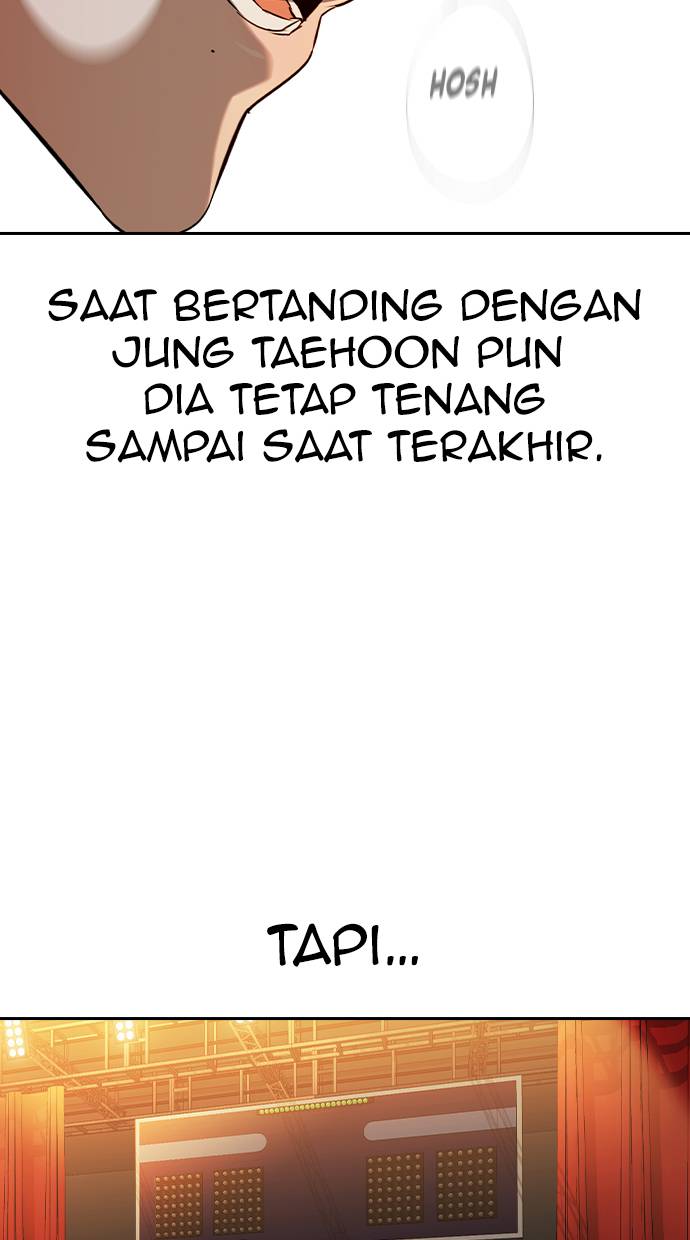 HOSH
SAAT BERTANDING DENGAN
JUNG TAEHOON PUN
DIA TETAP TENANG
SAMPAI SAAT TERAKHIR.
TAPI...